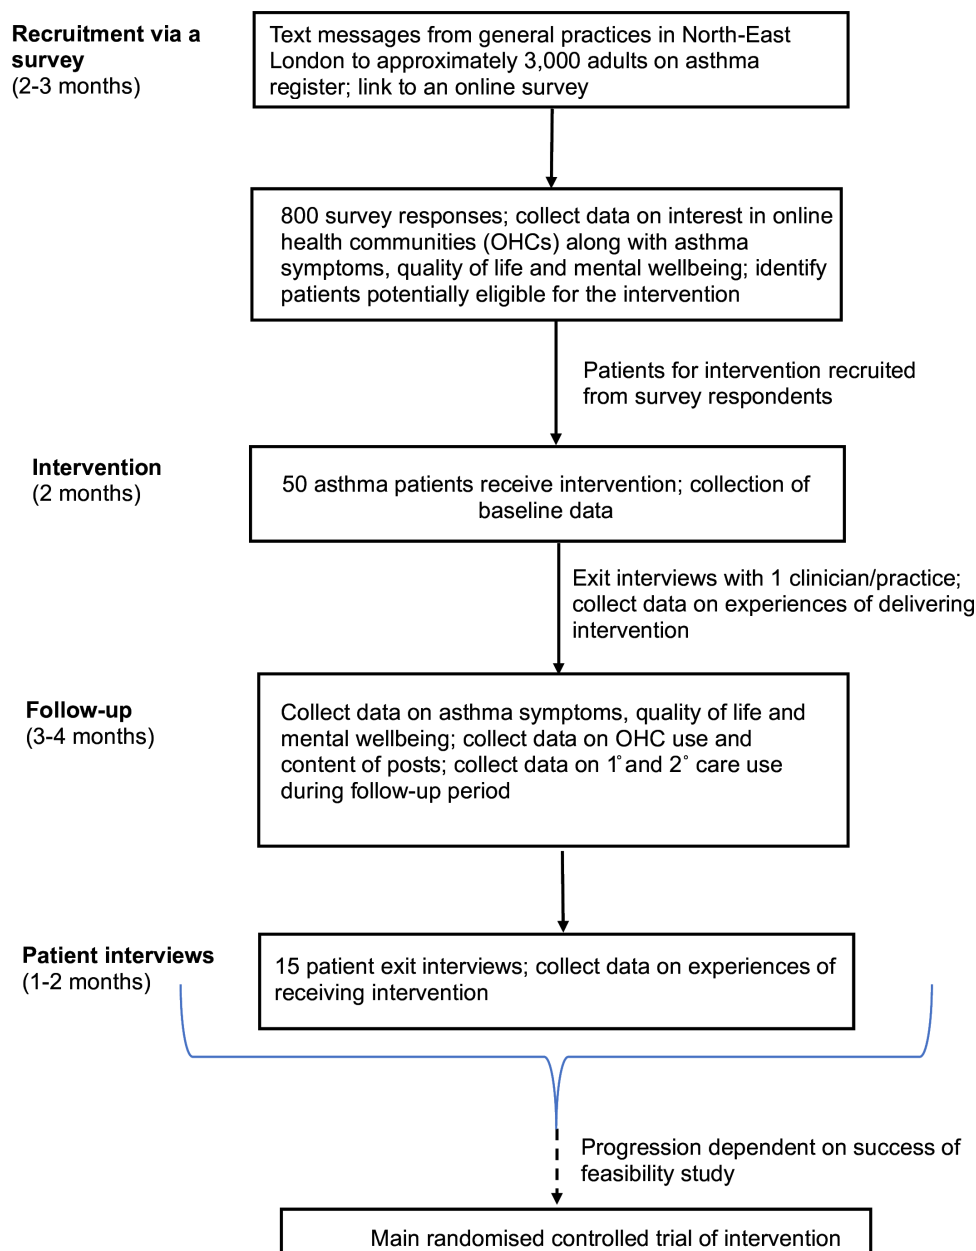 Recruitment via a
survey
(2-3 months)
Text messages from general practices in North-East
London to approximately 3,000 adults on asthma
register; link to an online survey
800 survey responses; collect data on interest in online
health communities (OHCs) along with asthma
symptoms, quality of life and mental wellbeing; identify
patients potentially eligible for the intervention
Patients for intervention recruited
from survey respondents
Intervention
(2 months)
50 asthma patients receive intervention; collection of
baseline data
Exit interviews with 1 clinician/practice;
collect data on experiences of delivering
intervention
Follow-up
(3-4 months)
Collect data on asthma symptoms, quality of life and
mental wellbeing; collect data on OHC use and
content of posts; collect data on 1° and 2° care use
during follow-up period
Patient interviews
(1-2 months)
15 patient exit interviews; collect data on experiences of
receiving intervention
Progression dependent on success of
feasibility study
Main randomised controlled trial of intervention